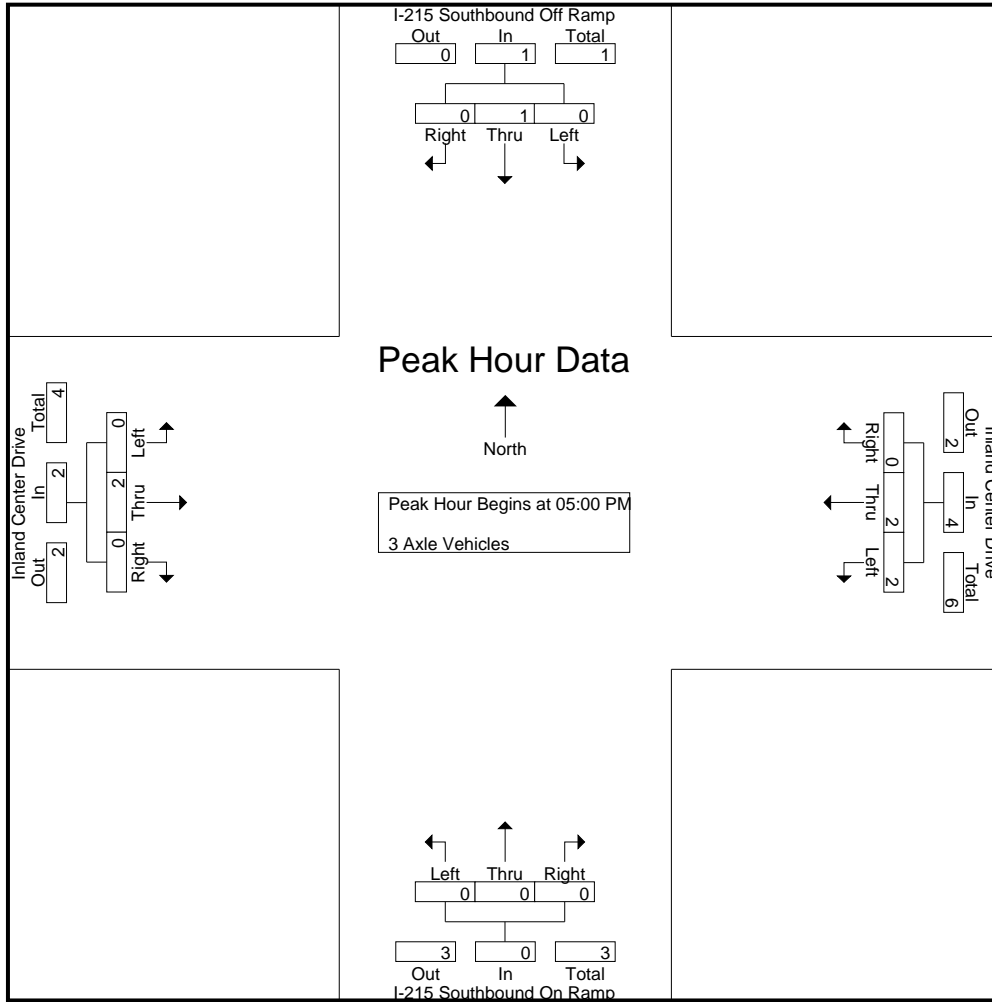 I-215 Southbound Off Ramp
Out In Total
0 1 1
0 1 0
Right Thru Left
Peak Hour Data
North
Peak Hour Begins at 05:00 PM
3 Axle Vehicles
Inland Center Drive
Out In Total
2 2 4
Right Thru Left
0 2 0
Inland Center Drive
Out In Total
2 4 6
0 2 2
Right Thru Left
Left Thru Right
0 0 0
3 0 3
Out In Total
I-215 Southbound On Ramp